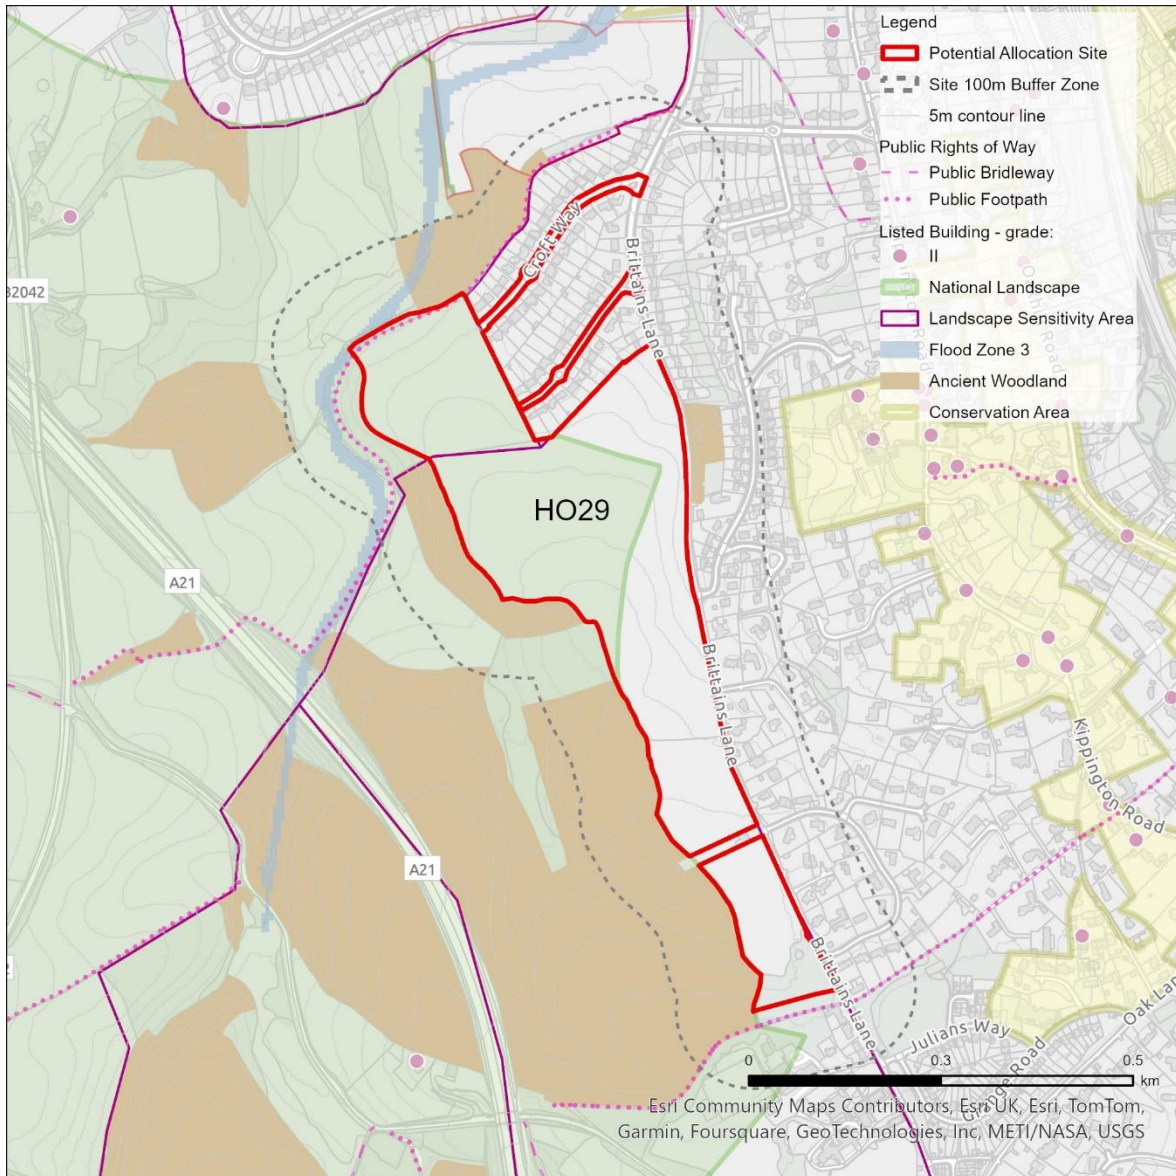 Legend
Potential Allocation Site
Site 100m Buffer Zone
5m contour line
Public Rights of Way
Public Bridleway
Public Footpath
Listed Building - grade:
II
National Landscape
Landscape Sensitivity Area
Flood Zone 3
Ancient Woodland
Conservation Area
Croft Way
Brittains Lane
HO29
A21
Brittains Lane
Kippington Road
A21
Brittains Lane
Julians Way
Oak Lan
0 0.3 0.5
km
Esri Community Maps Contributors, Esri UK, Esri, TomTom,
Garmin, Foursquare, GeoTechnologies, Inc, METI/NASA, USGS